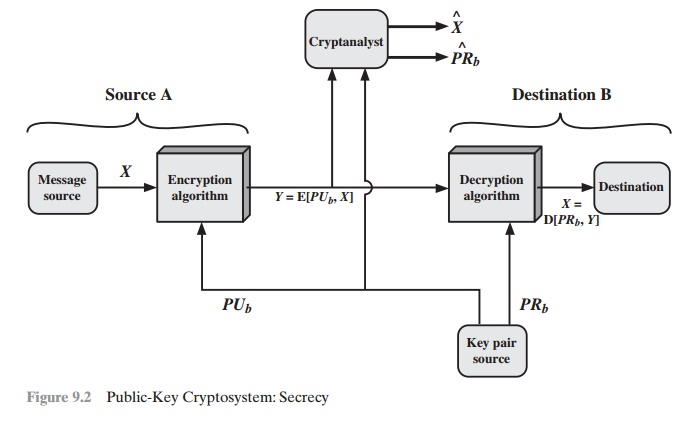 Cryptanalyst
X̂
P̂R_b
Source A
Destination B
Message
source
X
Encryption
algorithm
Y = E[PU_b, X]
Decryption
algorithm
X =
D[PR_b, Y]
Destination
PU_b
PR_b
Key pair
source
Figure 9.2 Public-Key Cryptosystem: Secrecy